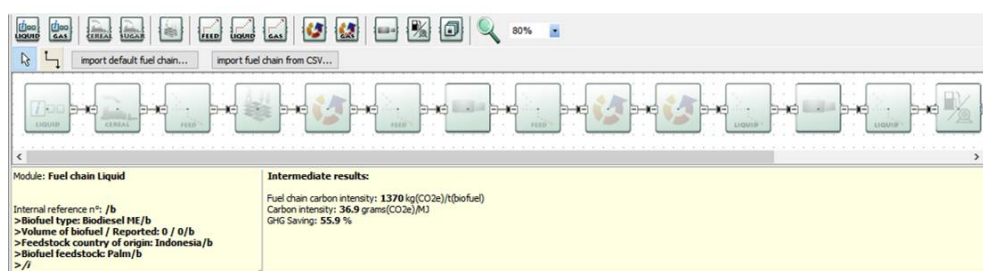 LIQUID GAS CEREAL SUGAR FEED LIQUID GAS GAS 80%
import default fuel chain... import fuel chain from CSV...
LIQUID CEREAL FEED FEED FEED LIQUID LIQUID
Module: Fuel chain Liquid
Internal reference nº: /b
>Biofuel type: Biodiesel ME/b
>Volume of biofuel / Reported: 0 / 0/b
>Feedstock country of origin: Indonesia/b
>Biofuel feedstock: Palm/b
>/i
Intermediate results:
Fuel chain carbon intensity: 1370 kg(CO2e)/t(biofuel)
Carbon intensity: 36.9 grams(CO2e)/MJ
GHG Saving: 55.9 %